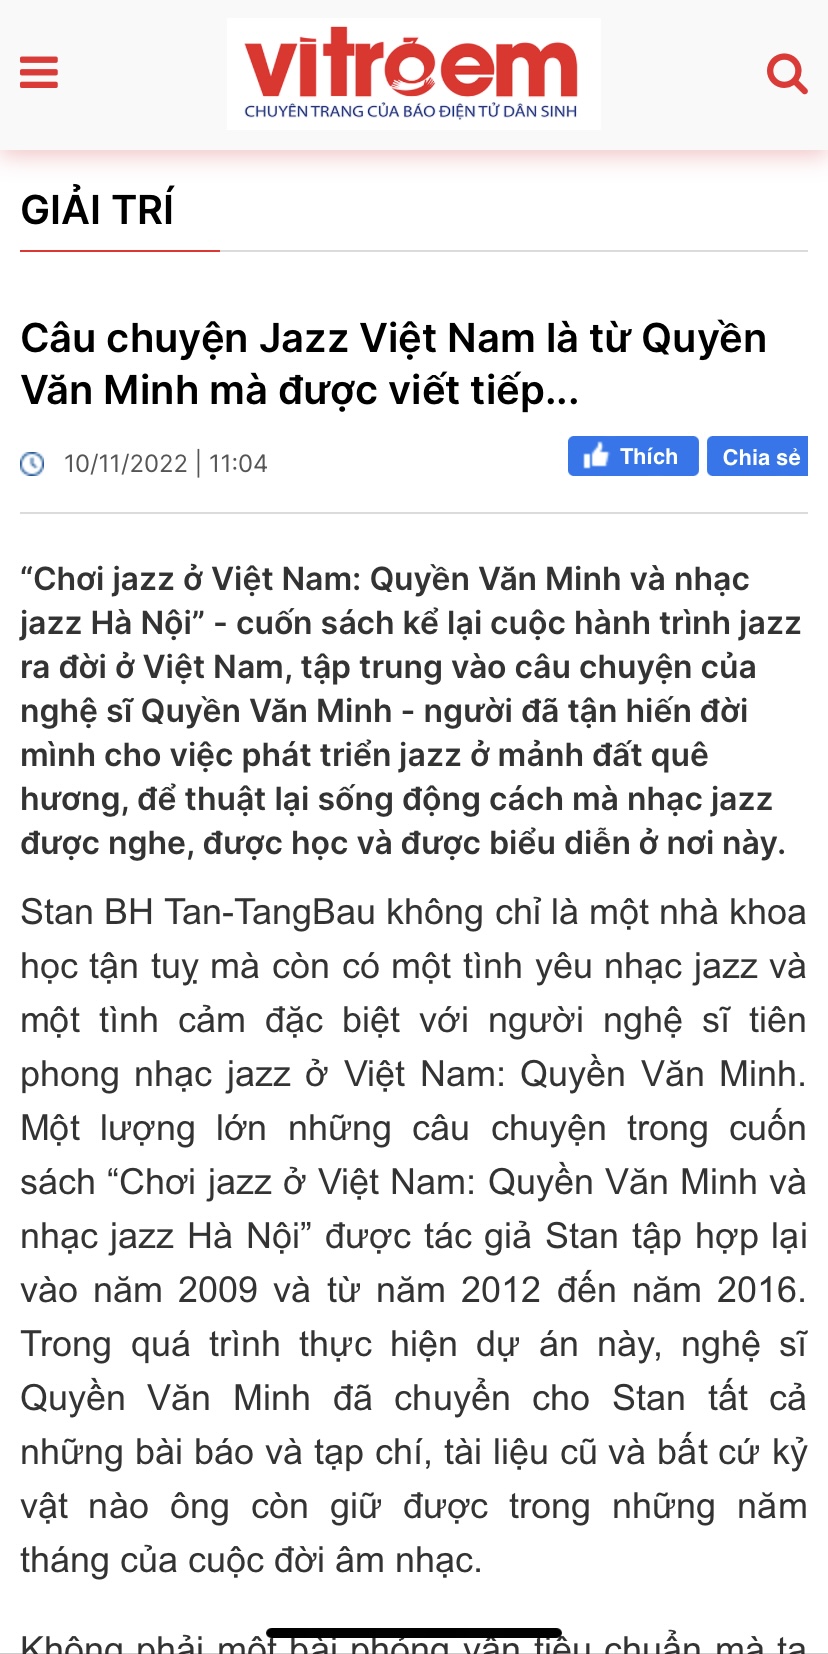 vìtrẻem
CHUYÊN TRANG CỦA BÁO ĐIỆN TỬ DÂN SINH
GIẢI TRÍ
Câu chuyện Jazz Việt Nam là từ Quyền
Văn Minh mà được viết tiếp...
10/11/2022 | 11:04
Thích
Chia sẻ
“Chơi jazz ở Việt Nam: Quyền Văn Minh và nhạc
jazz Hà Nội” - cuốn sách kể lại cuộc hành trình jazz
ra đời ở Việt Nam, tập trung vào câu chuyện của
nghệ sĩ Quyền Văn Minh - người đã tận hiến đời
mình cho việc phát triển jazz ở mảnh đất quê
hương, để thuật lại sống động cách mà nhạc jazz
được nghe, được học và được biểu diễn ở nơi này.
Stan BH Tan-TangBau không chỉ là một nhà khoa
học tận tuỵ mà còn có một tình yêu nhạc jazz và
một tình cảm đặc biệt với người nghệ sĩ tiên
phong nhạc jazz ở Việt Nam: Quyền Văn Minh.
Một lượng lớn những câu chuyện trong cuốn
sách “Chơi jazz ở Việt Nam: Quyền Văn Minh và
nhạc jazz Hà Nội” được tác giả Stan tập hợp lại
vào năm 2009 và từ năm 2012 đến năm 2016.
Trong quá trình thực hiện dự án này, nghệ sĩ
Quyền Văn Minh đã chuyển cho Stan tất cả
những bài báo và tạp chí, tài liệu cũ và bất cứ kỷ
vật nào ông còn giữ được trong những năm
tháng của cuộc đời âm nhạc.
Không phải một bài phỏng vấn tiêu chuẩn mà ta